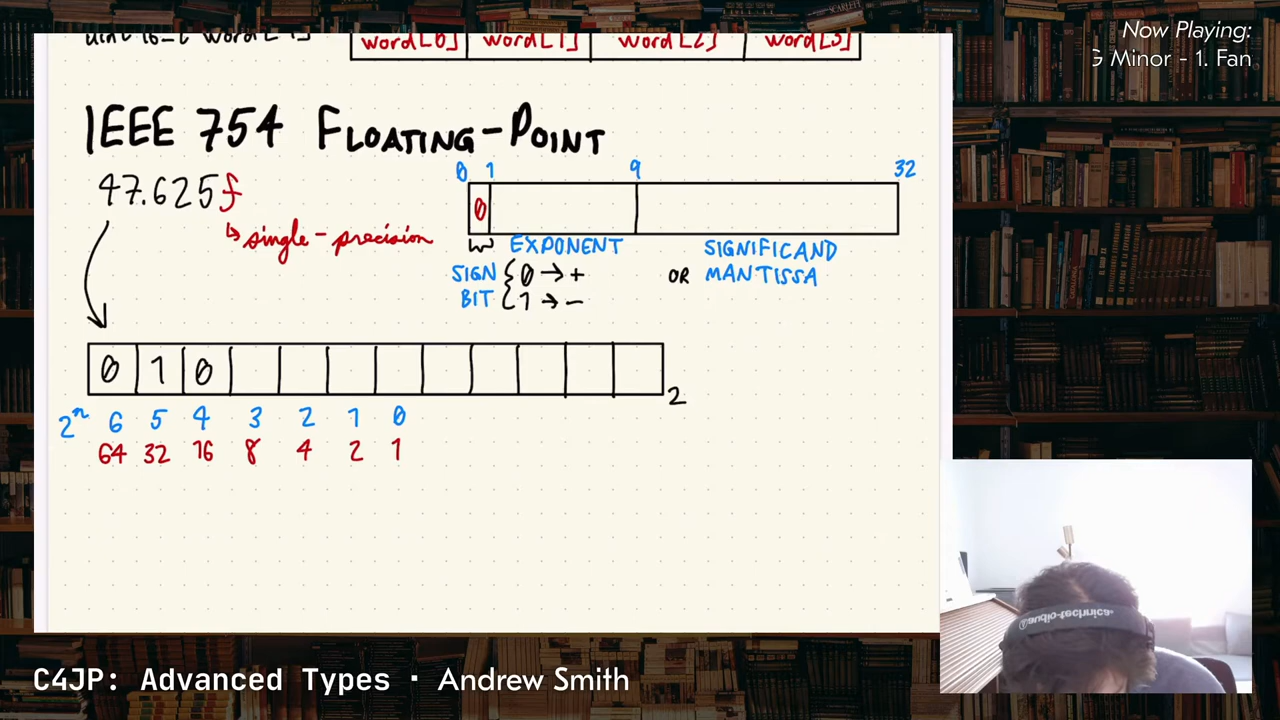 word[0] word[1] word[2] word[3]
Now Playing:
G Minor - 1. Fan
IEEE 754 FLOATING-POINT
47.625f
↳ single-precision
0 1 9 32
0
EXPONENT
SIGNIFICAND
OR MANTISSA
SIGN BIT { 0 → +
{ 1 → -
0 1 0
2
2ⁿ 6 5 4 3 2 1 0
64 32 16 8 4 2 1
audio-technica
C4JP: Advanced Types · Andrew Smith